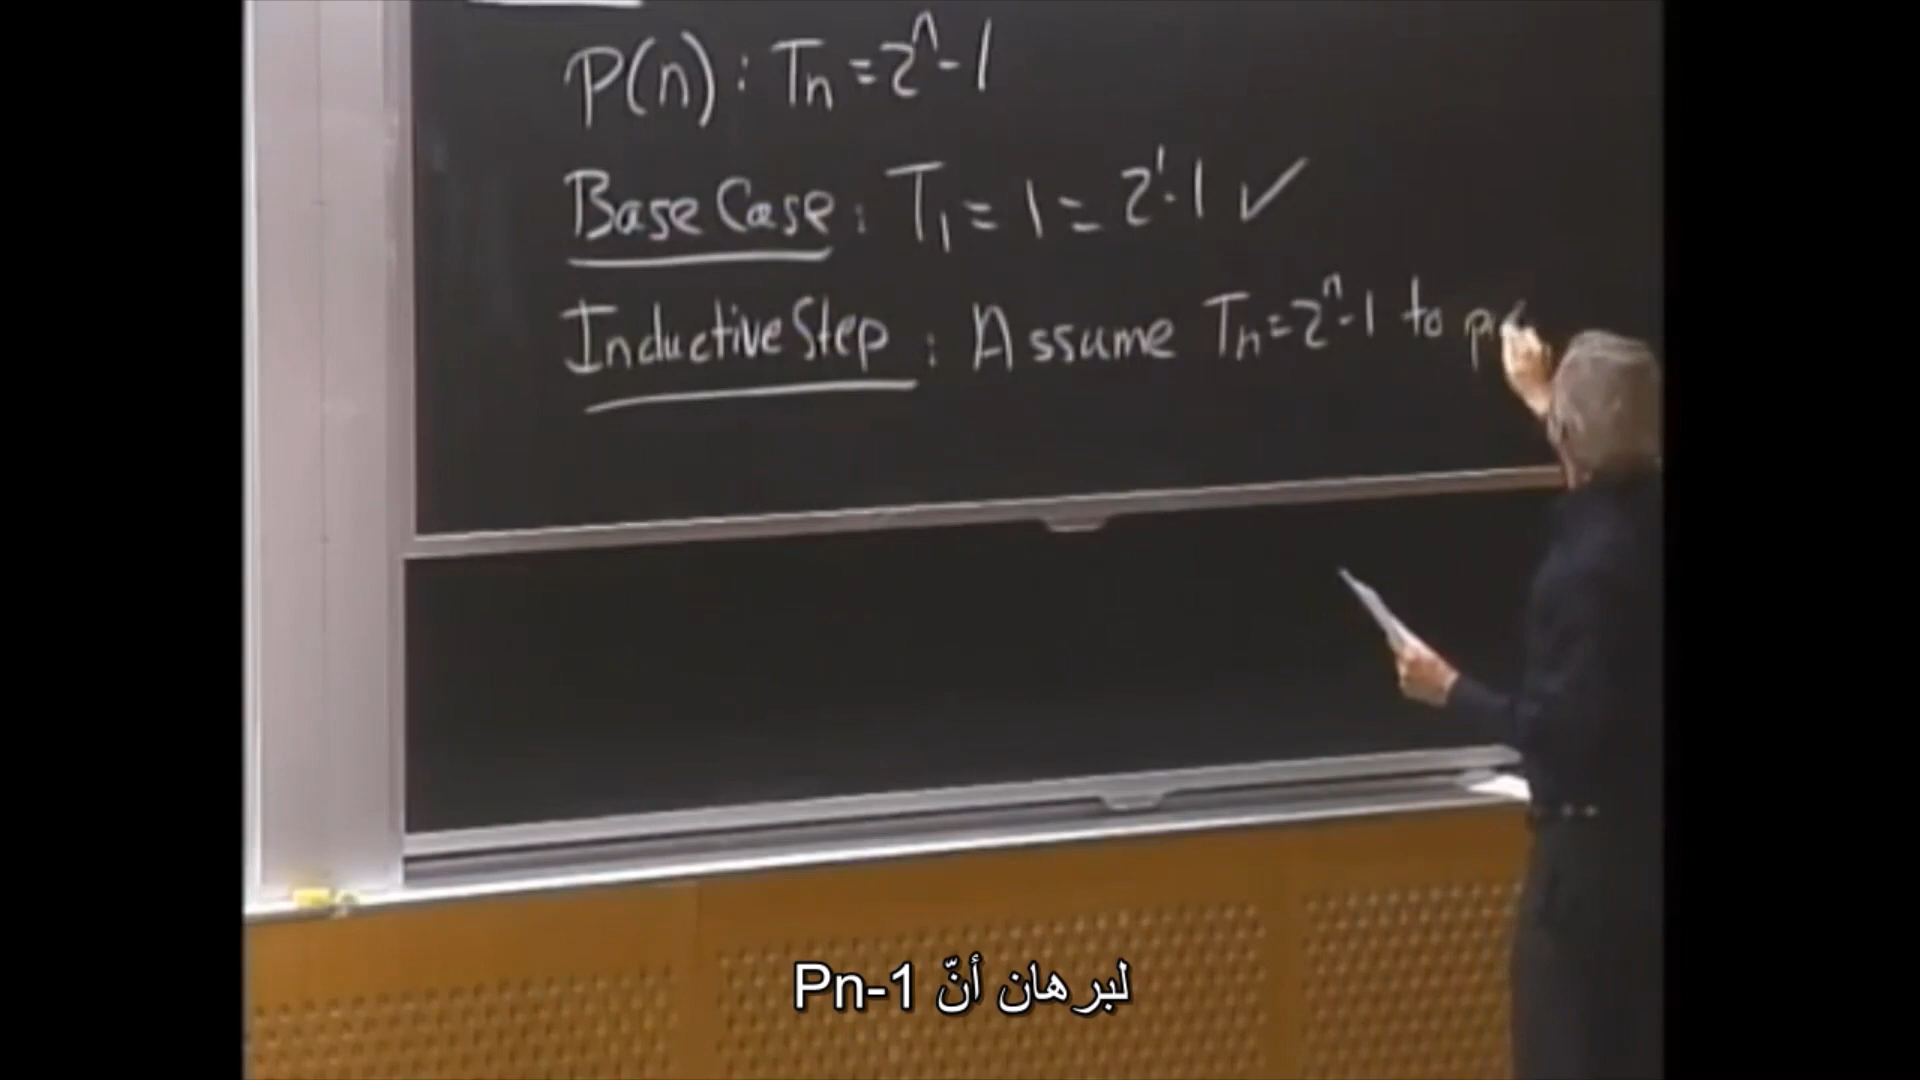 P(n): Tn = 2^n - 1
Base Case: T1 = 1 = 2^1 - 1 ✓
Inductive Step: Assume Tn = 2^n - 1 to
لبرهان أنّ Pn-1